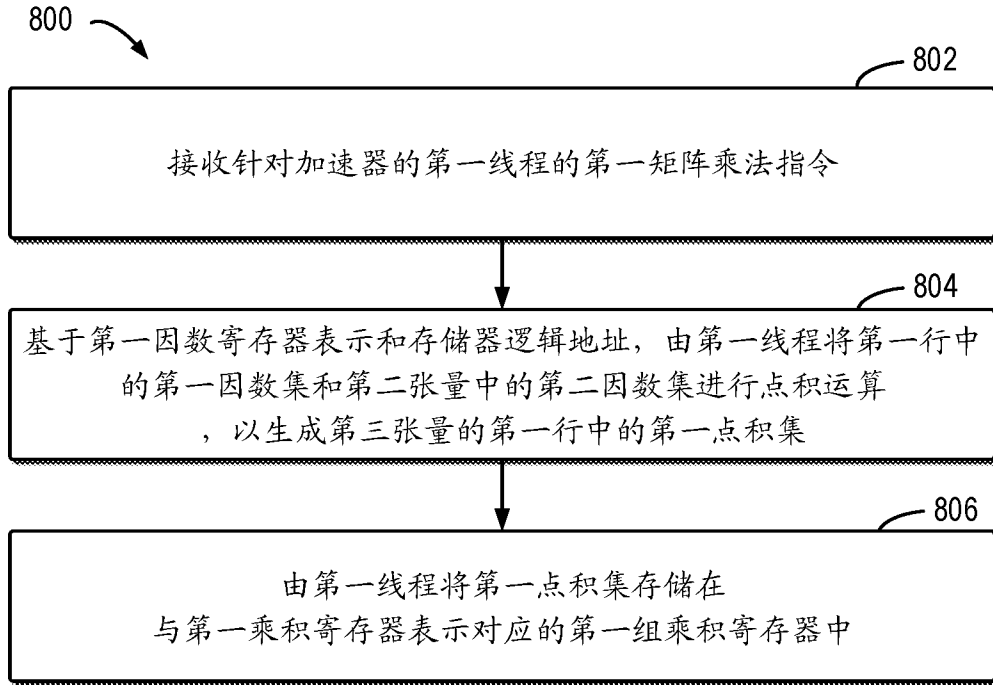 800
802
接收针对加速器的第一线程的第一矩阵乘法指令
804
基于第一因数寄存器表示和存储器逻辑地址，由第一线程将第一行中
的第一因数集和第二张量中的第二因数集进行点积运算
，以生成第三张量的第一行中的第一点积集
806
由第一线程将第一点积集存储在
与第一乘积寄存器表示对应的第一组乘积寄存器中